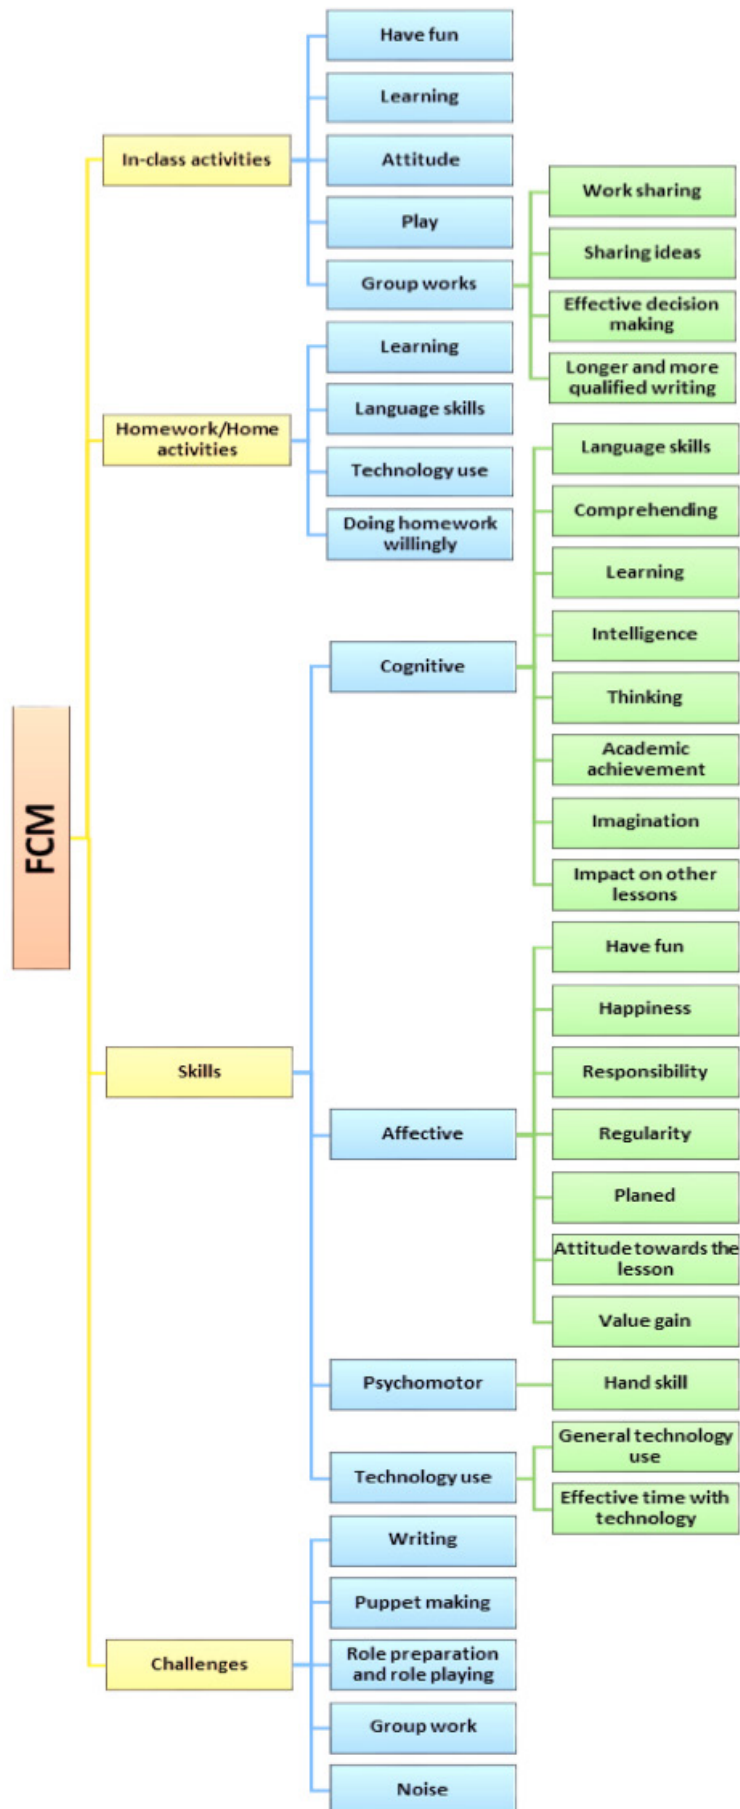 FCM
In-class activities
Have fun
Learning
Attitude
Play
Group works
Work sharing
Sharing ideas
Effective decision
making
Longer and more
qualified writing
Homework/Home
activities
Learning
Language skills
Technology use
Doing homework
willingly
Skills
Cognitive
Language skills
Comprehending
Learning
Intelligence
Thinking
Academic
achievement
Imagination
Impact on other
lessons
Affective
Have fun
Happiness
Responsibility
Regularity
Planed
Attitude towards the
lesson
Value gain
Psychomotor
Hand skill
Technology use
General technology
use
Effective time with
technology
Challenges
Writing
Puppet making
Role preparation
and role playing
Group work
Noise